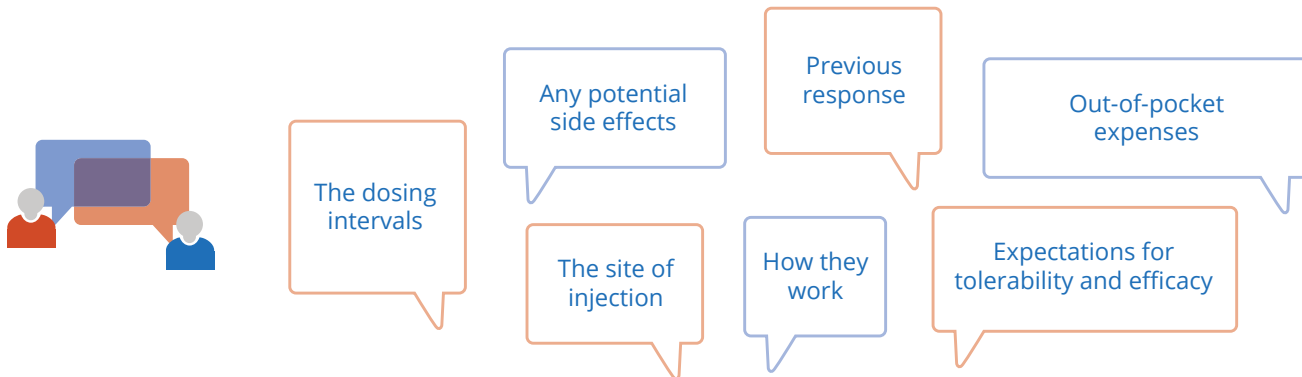 The dosing
intervals
Any potential
side effects
Previous
response
Out-of-pocket
expenses
The site of
injection
How they
work
Expectations for
tolerability and efficacy